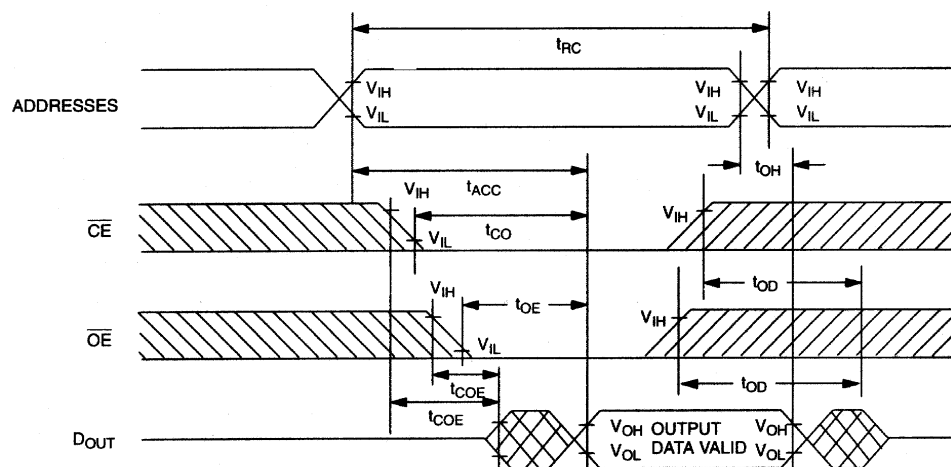 tRC
ADDRESSES
VIH VIH VIH
VIL VIL VIL
tOH
tACC
VIH
VIH
CE
tCO
VIL
tOD
tOE
VIH
VIH
OE
VIL
tCOE
tOD
tCOE
DOUT
VOH OUTPUT VOH
VOL DATA VALID VOL